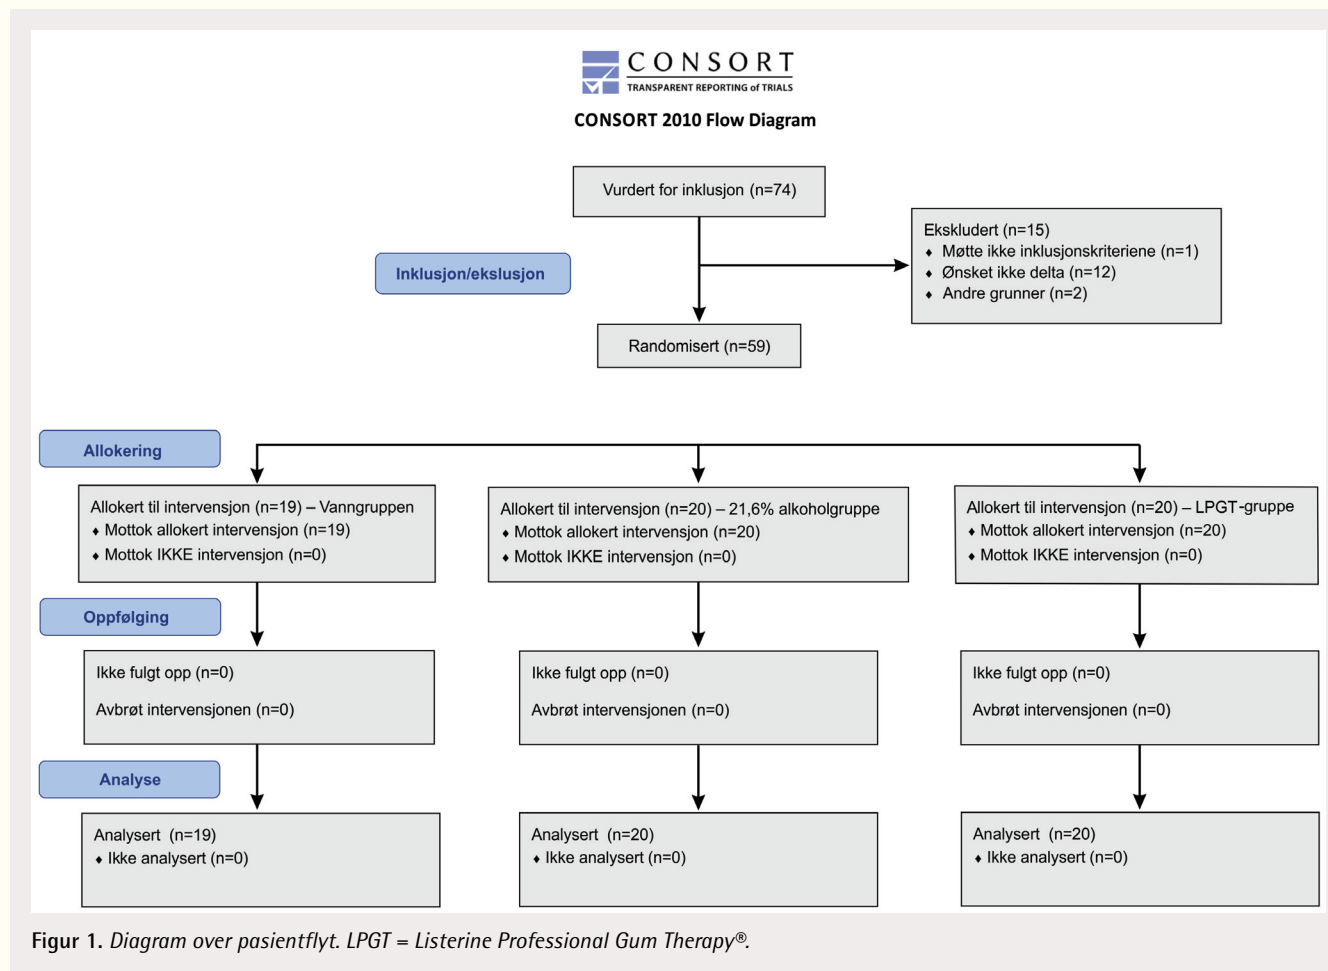 CONSORT
TRANSPARENT REPORTING of TRIALS
CONSORT 2010 Flow Diagram
Vurdert for inklusjon (n=74)
Ekskludert (n=15)
♦ Møtte ikke inklusjonskriteriene (n=1)
♦ Ønsket ikke delta (n=12)
♦ Andre grunner (n=2)
Inklusjon/ekslusjon
Randomisert (n=59)
Allokering
Allokert til intervensjon (n=19) – Vanngruppen
♦ Mottok allokert intervensjon (n=19)
♦ Mottok IKKE intervensjon (n=0)
Allokert til intervensjon (n=20) – 21,6% alkoholgruppe
♦ Mottok allokert intervensjon (n=20)
♦ Mottok IKKE intervensjon (n=0)
Allokert til intervensjon (n=20) – LPGT-gruppe
♦ Mottok allokert intervensjon (n=20)
♦ Mottok IKKE intervensjon (n=0)
Oppfølging
Ikke fulgt opp (n=0)
Avbrøt intervensjonen (n=0)
Ikke fulgt opp (n=0)
Avbrøt intervensjonen (n=0)
Ikke fulgt opp (n=0)
Avbrøt intervensjonen (n=0)
Analyse
Analysert (n=19)
♦ Ikke analysert (n=0)
Analysert (n=20)
♦ Ikke analysert (n=0)
Analysert (n=20)
♦ Ikke analysert (n=0)
Figur 1. Diagram over pasientflyt. LPGT = Listerine Professional Gum Therapy®.